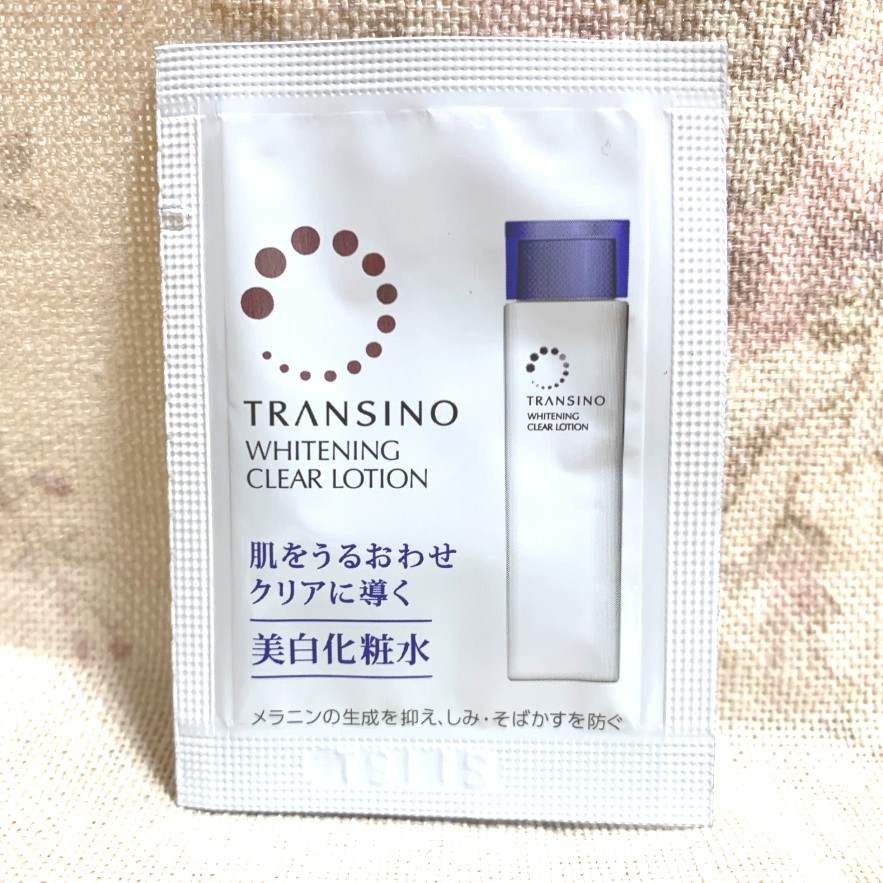 TRANSINO
WHITENING
CLEAR LOTION
肌をうるおわせ
クリアに導く
美白化粧水
メラニンの生成を抑え、しみ・そばかすを防ぐ
TRANSINO
WHITENING
CLEAR LOTION